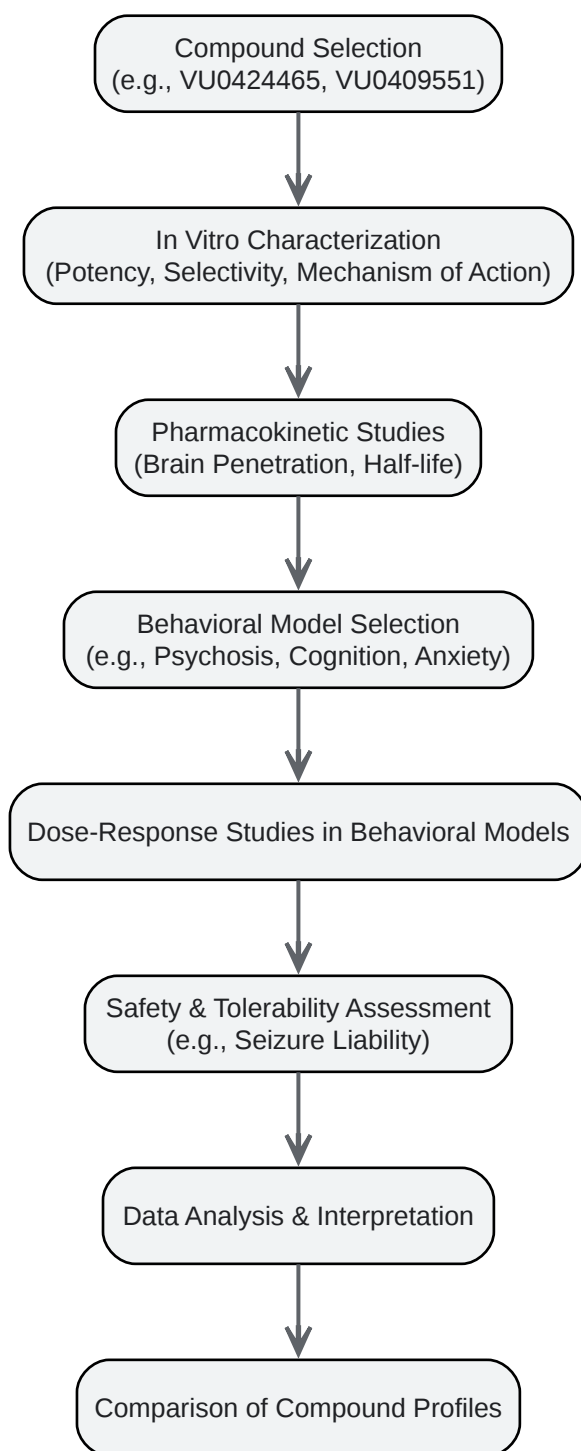 Compound Selection
(e.g., VU0424465, VU0409551)
In Vitro Characterization
(Potency, Selectivity, Mechanism of Action)
Pharmacokinetic Studies
(Brain Penetration, Half-life)
Behavioral Model Selection
(e.g., Psychosis, Cognition, Anxiety)
Dose-Response Studies in Behavioral Models
Safety & Tolerability Assessment
(e.g., Seizure Liability)
Data Analysis & Interpretation
Comparison of Compound Profiles